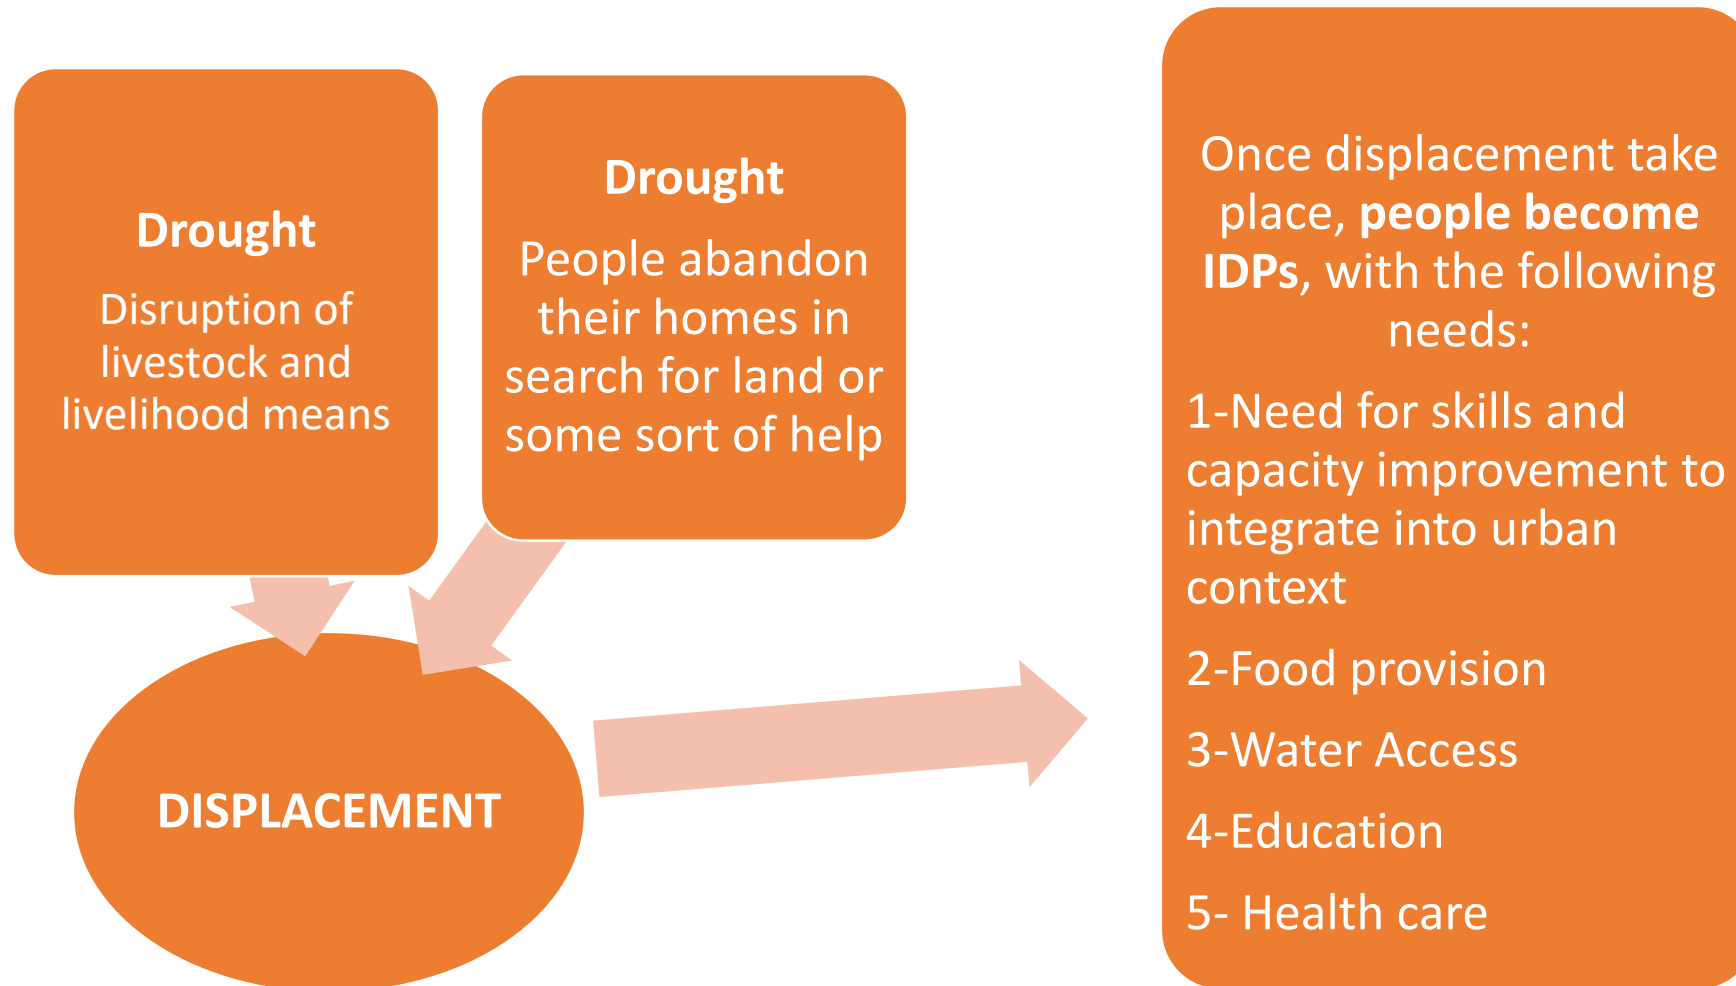 Drought
Disruption of
livestock and
livelihood means
Drought
People abandon
their homes in
search for land or
some sort of help
DISPLACEMENT
Once displacement take
place, people become
IDPs, with the following
needs:
1-Need for skills and
capacity improvement to
integrate into urban
context
2-Food provision
3-Water Access
4-Education
5- Health care